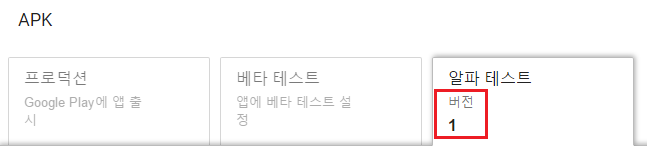 APK
프로덕션
Google Play에 앱 출
시
베타 테스트
앱에 베타 테스트 설
정
알파 테스트
버전
1